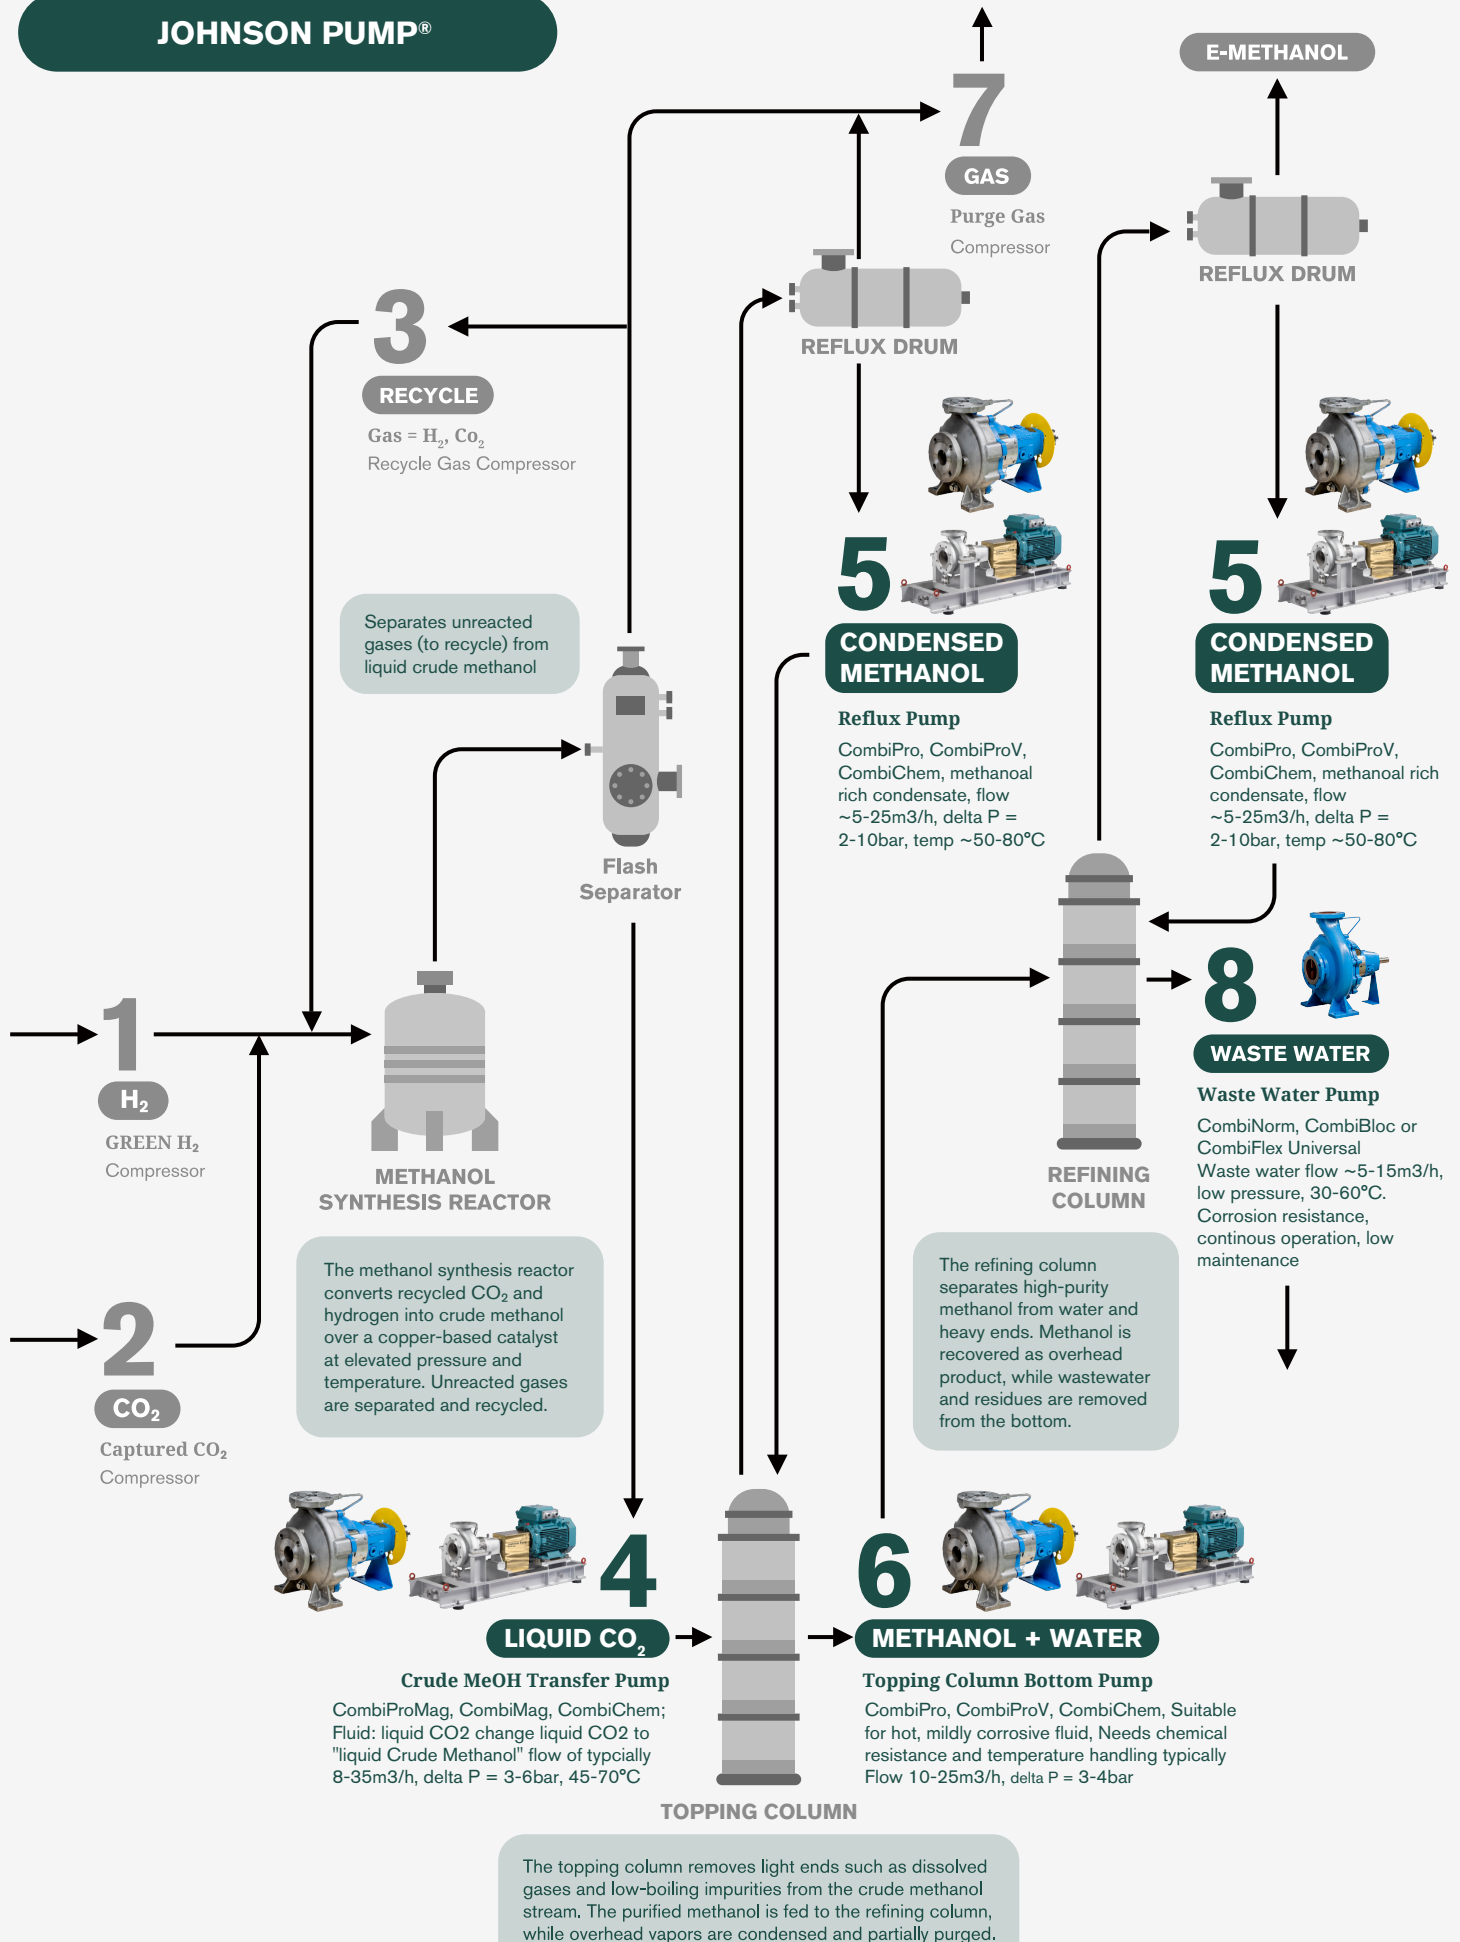 JOHNSON PUMP®
E-METHANOL
7
GAS
Purge Gas
Compressor
REFLUX DRUM
REFLUX DRUM
3
RECYCLE
Gas = H₂, Co₂
Recycle Gas Compressor
Separates unreacted
gases (to recycle) from
liquid crude methanol
Flash
Separator
5
CONDENSED
METHANOL
Reflux Pump
CombiPro, CombiProV,
CombiChem, methanoal
rich condensate, flow
~5-25m3/h, delta P =
2-10bar, temp ~50-80°C
5
CONDENSED
METHANOL
Reflux Pump
CombiPro, CombiProV,
CombiChem, methanoal rich
condensate, flow
~5-25m3/h, delta P =
2-10bar, temp ~50-80°C
1
H₂
GREEN H₂
Compressor
METHANOL
SYNTHESIS REACTOR
The methanol synthesis reactor
converts recycled CO₂ and
hydrogen into crude methanol
over a copper-based catalyst
at elevated pressure and
temperature. Unreacted gases
are separated and recycled.
2
CO₂
Captured CO₂
Compressor
8
WASTE WATER
Waste Water Pump
CombiNorm, CombiBloc or
CombiFlex Universal
Waste water flow ~5-15m3/h,
low pressure, 30-60°C.
Corrosion resistance,
continous operation, low
maintenance
REFINING
COLUMN
The refining column
separates high-purity
methanol from water and
heavy ends. Methanol is
recovered as overhead
product, while wastewater
and residues are removed
from the bottom.
4
LIQUID CO₂
Crude MeOH Transfer Pump
CombiProMag, CombiMag, CombiChem;
Fluid: liquid CO2 change liquid CO2 to
"liquid Crude Methanol" flow of typcially
8-35m3/h, delta P = 3-6bar, 45-70°C
6
METHANOL + WATER
Topping Column Bottom Pump
CombiPro, CombiProV, CombiChem, Suitable
for hot, mildly corrosive fluid, Needs chemical
resistance and temperature handling typically
Flow 10-25m3/h, delta P = 3-4bar
TOPPING COLUMN
The topping column removes light ends such as dissolved
gases and low-boiling impurities from the crude methanol
stream. The purified methanol is fed to the refining column,
while overhead vapors are condensed and partially purged.